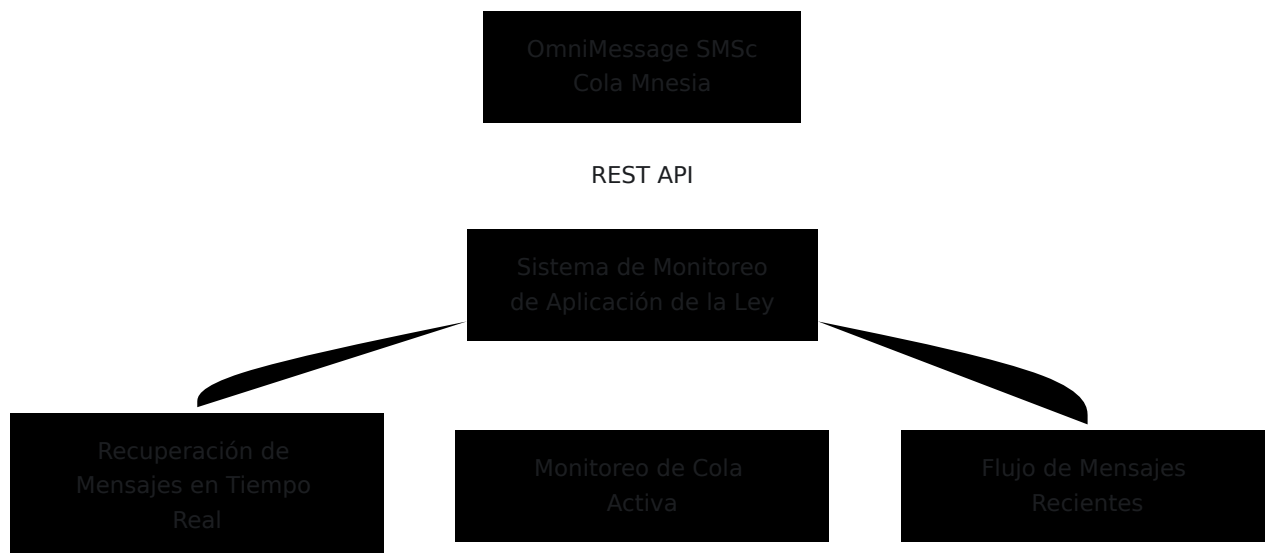 OmniMessage SMSc
Cola Mnesia
REST API
Sistema de Monitoreo
de Aplicación de la Ley
Recuperación de
Mensajes en Tiempo
Real
Monitoreo de Cola
Activa
Flujo de Mensajes
Recientes